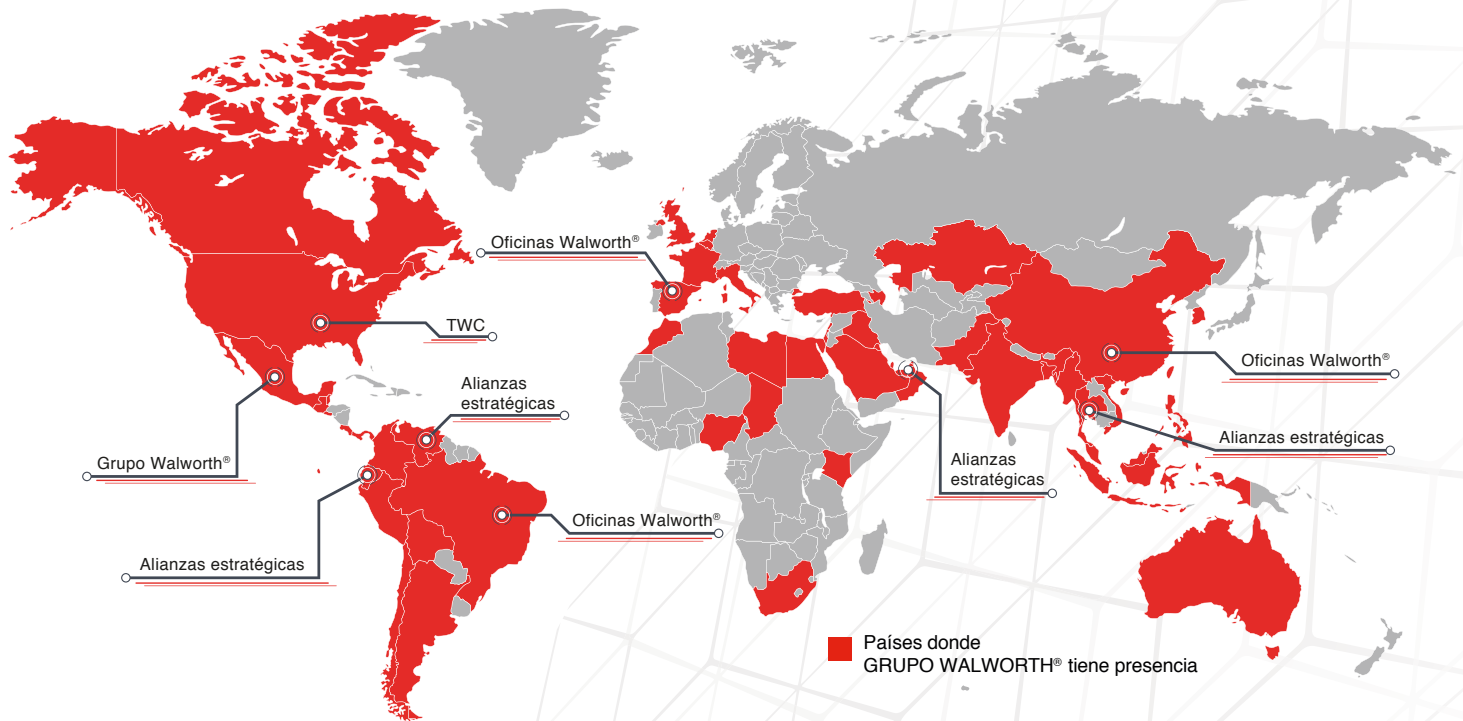 Oficinas Walworth®
TWC
Alianzas
estratégicas
Grupo Walworth®
Alianzas estratégicas
Oficinas Walworth®
Oficinas Walworth®
Alianzas estratégicas
Alianzas
estratégicas
Países donde
GRUPO WALWORTH® tiene presencia